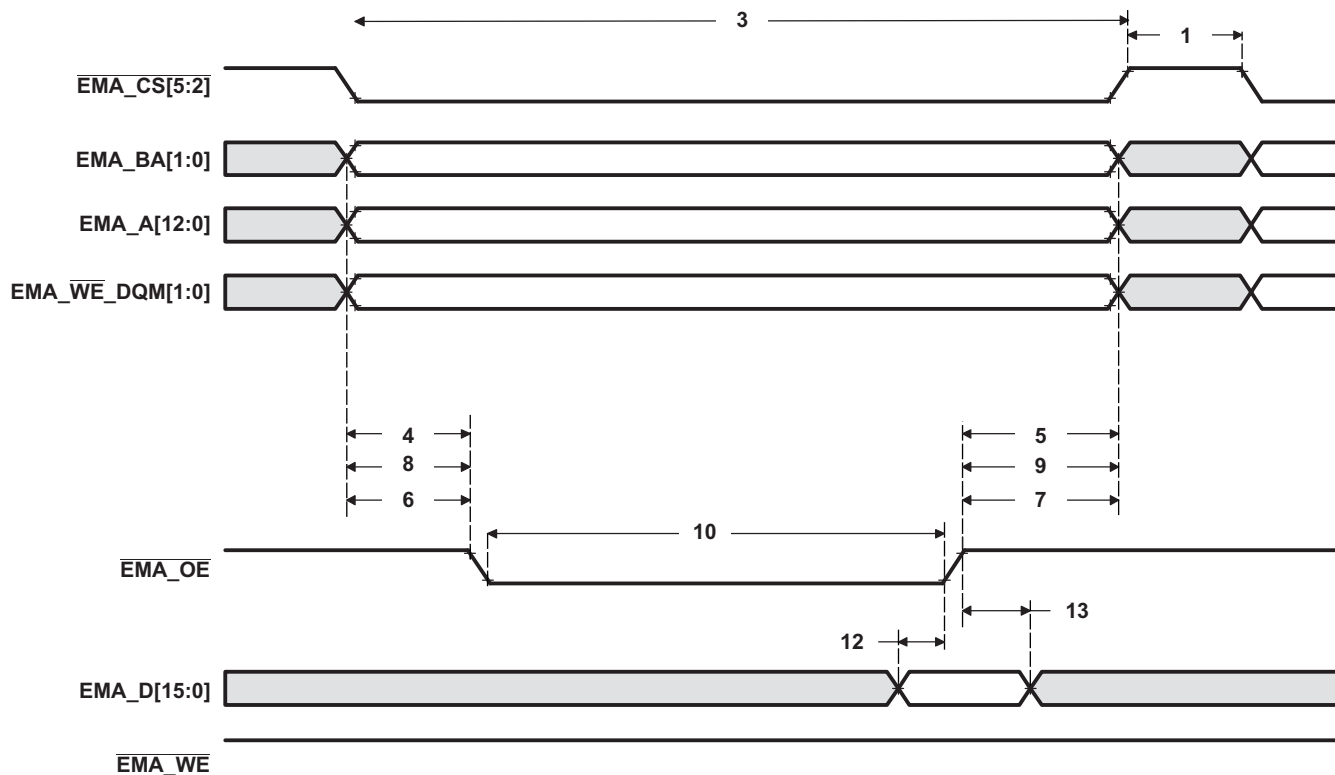 3
1
EMA_CS[5:2]
EMA_BA[1:0]
EMA_A[12:0]
EMA_WE_DQM[1:0]
4
5
8
9
6
7
10
EMA_OE
13
12
EMA_D[15:0]
EMA_WE